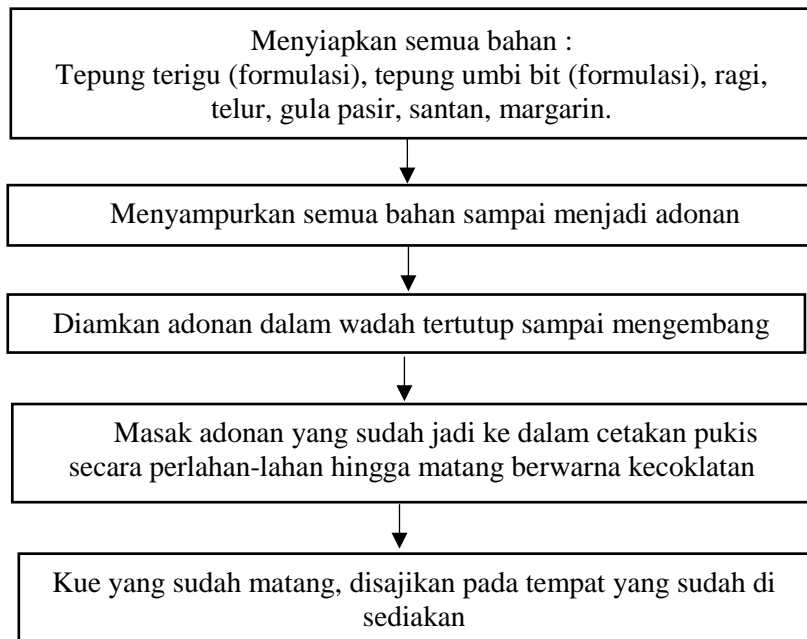 Menyiapkan semua bahan :
Tepung terigu (formulasi), tepung umbi bit (formulasi), ragi,
telur, gula pasir, santan, margarin.
Menyampurkan semua bahan sampai menjadi adonan
Diamkan adonan dalam wadah tertutup sampai mengembang
Masak adonan yang sudah jadi ke dalam cetakan pukis
secara perlahan-lahan hingga matang berwarna kecoklatan
Kue yang sudah matang, disajikan pada tempat yang sudah di
sediakan